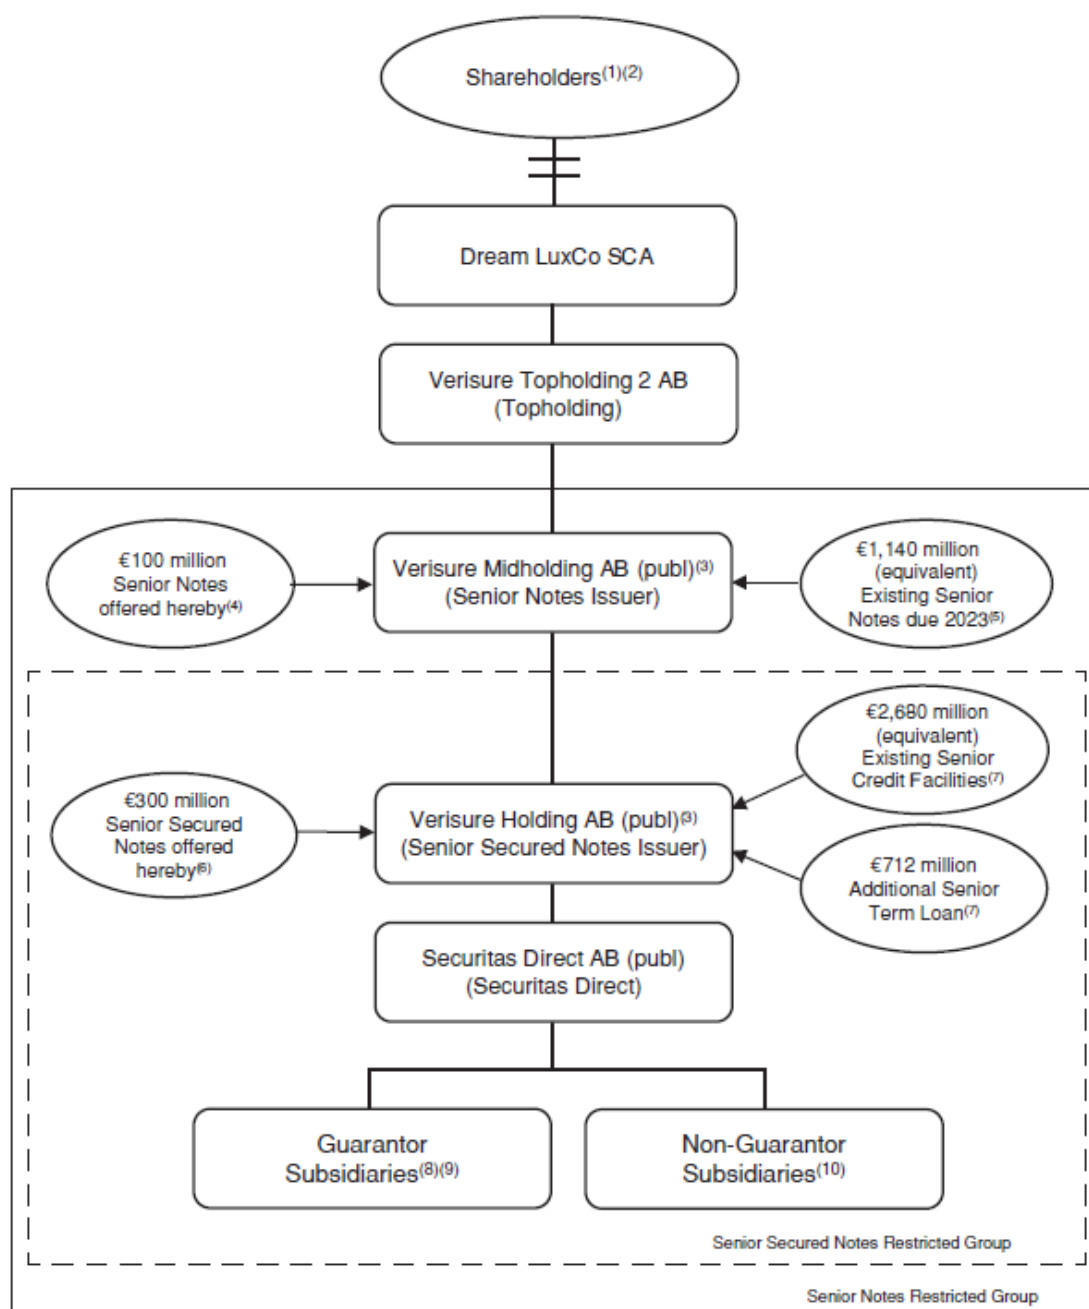 Shareholders(1)(2)
Dream LuxCo SCA
Verisure Topholding 2 AB
(Topholding)
€100 million
Senior Notes
offered hereby(4)
Verisure Midholding AB (publ)(3)
(Senior Notes Issuer)
€1,140 million
(equivalent)
Existing Senior
Notes due 2023(5)
€2,680 million
(equivalent)
Existing Senior
Credit Facilities(7)
€300 million
Senior Secured
Notes offered
hereby(6)
Verisure Holding AB (publ)(3)
(Senior Secured Notes Issuer)
€712 million
Additional Senior
Term Loan(7)
Securitas Direct AB (publ)
(Securitas Direct)
Guarantor
Subsidiaries(8)(9)
Non-Guarantor
Subsidiaries(10)
Senior Secured Notes Restricted Group
Senior Notes Restricted Group